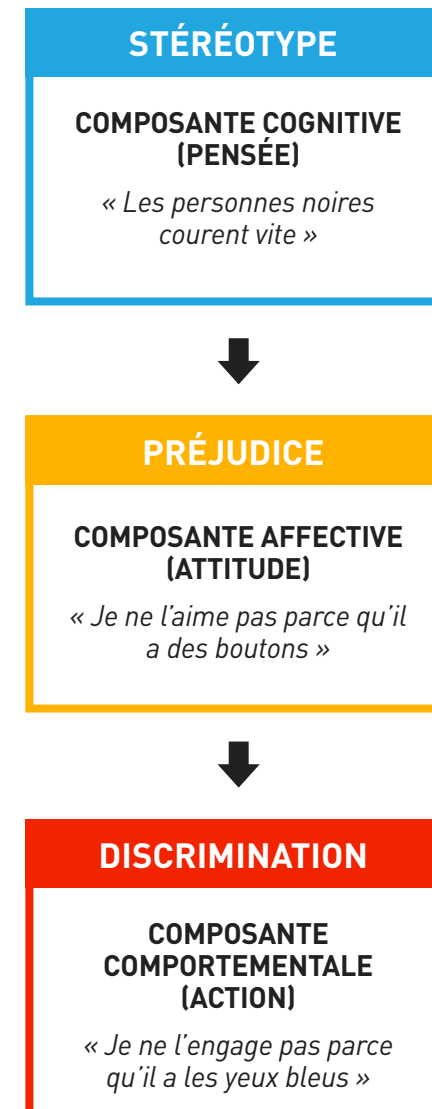 STÉRÉOTYPE
COMPOSANTE COGNITIVE
(PENSÉE)
« Les personnes noires
courent vite »
PRÉJUDICE
COMPOSANTE AFFECTIVE
(ATTITUDE)
« Je ne l’aime pas parce qu’il
a des boutons »
DISCRIMINATION
COMPOSANTE
COMPORTEMENTALE
(ACTION)
« Je ne l’engage pas parce
qu’il a les yeux bleus »